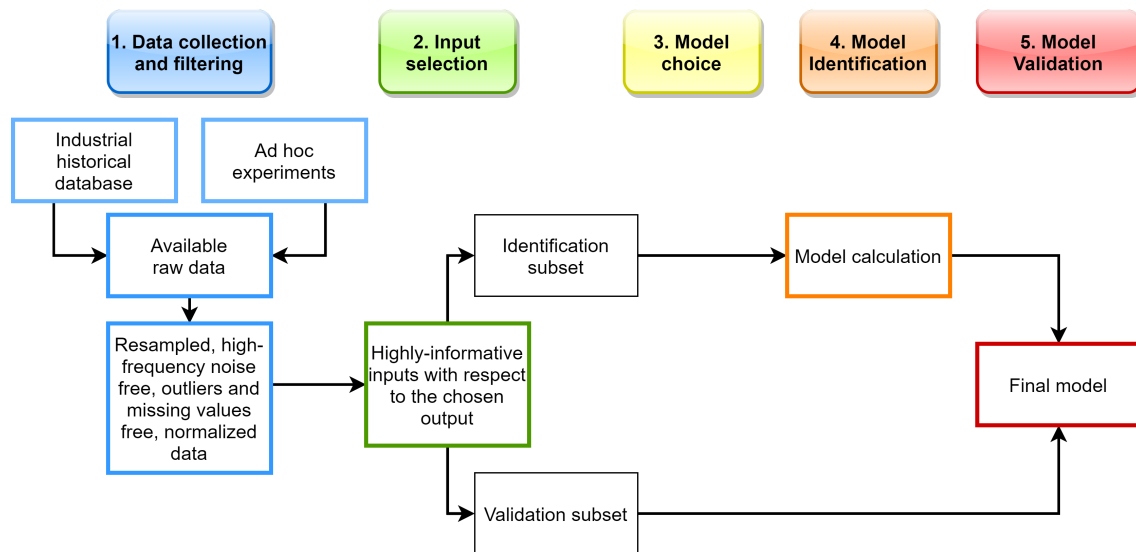 1. Data collection
and filtering
2. Input
selection
3. Model
choice
4. Model
Identification
5. Model
Validation
Industrial
historical
database
Ad hoc
experiments
Available
raw data
Identification
subset
Model calculation
Resampled, high-
frequency noise
free, outliers and
missing values
free, normalized
data
Highly-informative
inputs with respect
to the chosen
output
Final model
Validation subset